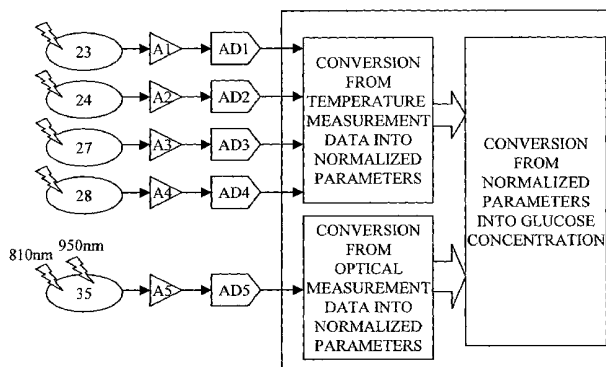 23 A1 AD1
24 A2 AD2
27 A3 AD3
28 A4 AD4
810nm 950nm
35 A5 AD5
CONVERSION
FROM
TEMPERATURE
MEASUREMENT
DATA INTO
NORMALIZED
PARAMETERS
CONVERSION
FROM
OPTICAL
MEASUREMENT
DATA INTO
NORMALIZED
PARAMETERS
CONVERSION
FROM
NORMALIZED
PARAMETERS
INTO GLUCOSE
CONCENTRATION